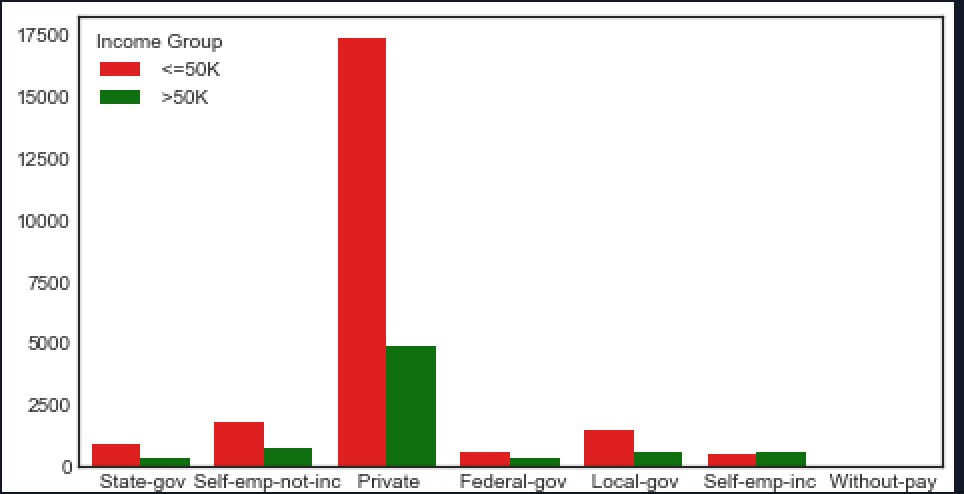 17500
15000
12500
10000
7500
5000
2500
0
Income Group
<=50K
>50K
State-gov Self-emp-not-inc Private Federal-gov Local-gov Self-emp-inc Without-pay